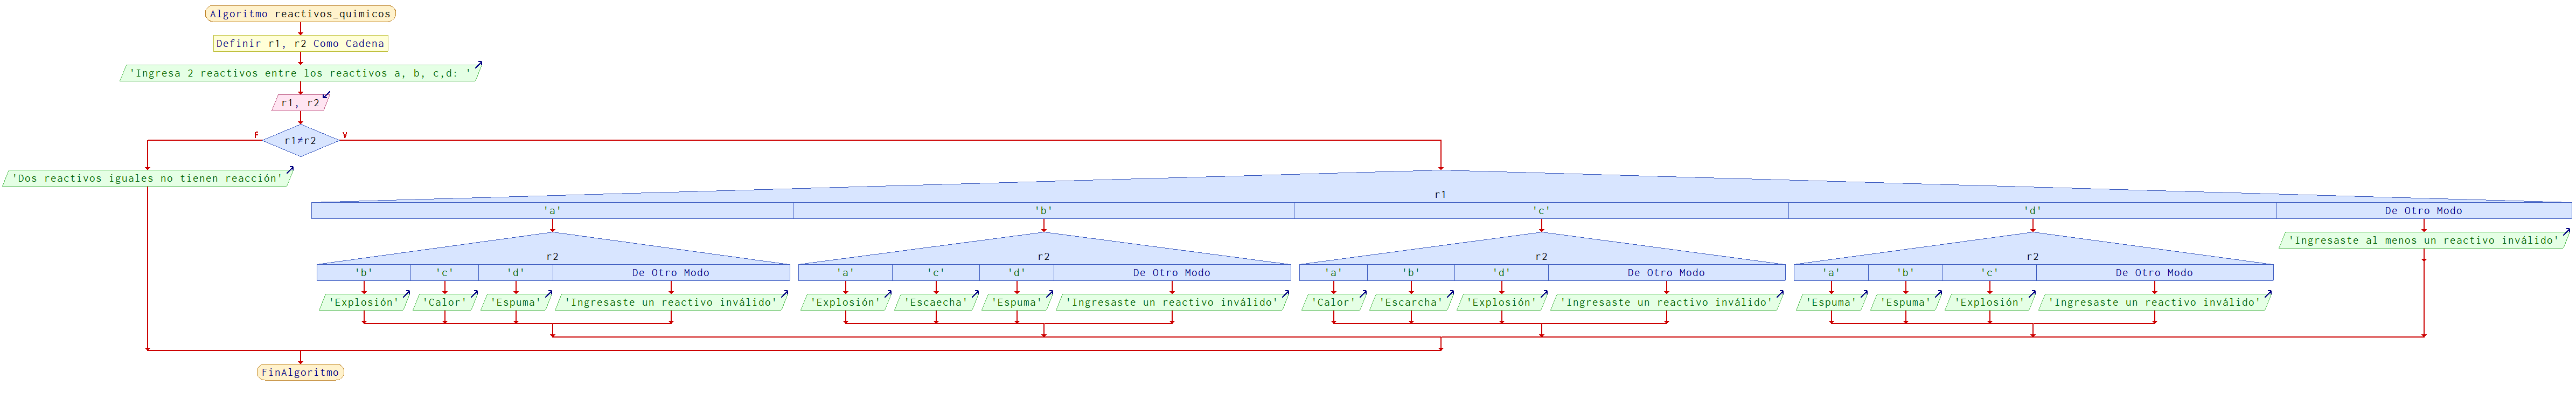 Algoritmo reactivos_quimicos
Definir r1, r2 Como Cadena
'Ingresa 2 reactivos entre los reactivos a, b, c,d: '
r1, r2
F
r1≠r2
V
'Dos reactivos iguales no tienen reacción'
r1
'a'
'b'
'c'
'd'
De Otro Modo
'Ingresaste al menos un reactivo inválido'
r2
'b'
'c'
'd'
De Otro Modo
'Explosión'
'Calor'
'Espuma'
'Ingresaste un reactivo inválido'
r2
'a'
'c'
'd'
De Otro Modo
'Explosión'
'Escaecha'
'Espuma'
'Ingresaste un reactivo inválido'
r2
'a'
'b'
'd'
De Otro Modo
'Calor'
'Escarcha'
'Explosión'
'Ingresaste un reactivo inválido'
r2
'a'
'b'
'c'
De Otro Modo
'Espuma'
'Espuma'
'Explosión'
'Ingresaste un reactivo inválido'
FinAlgoritmo